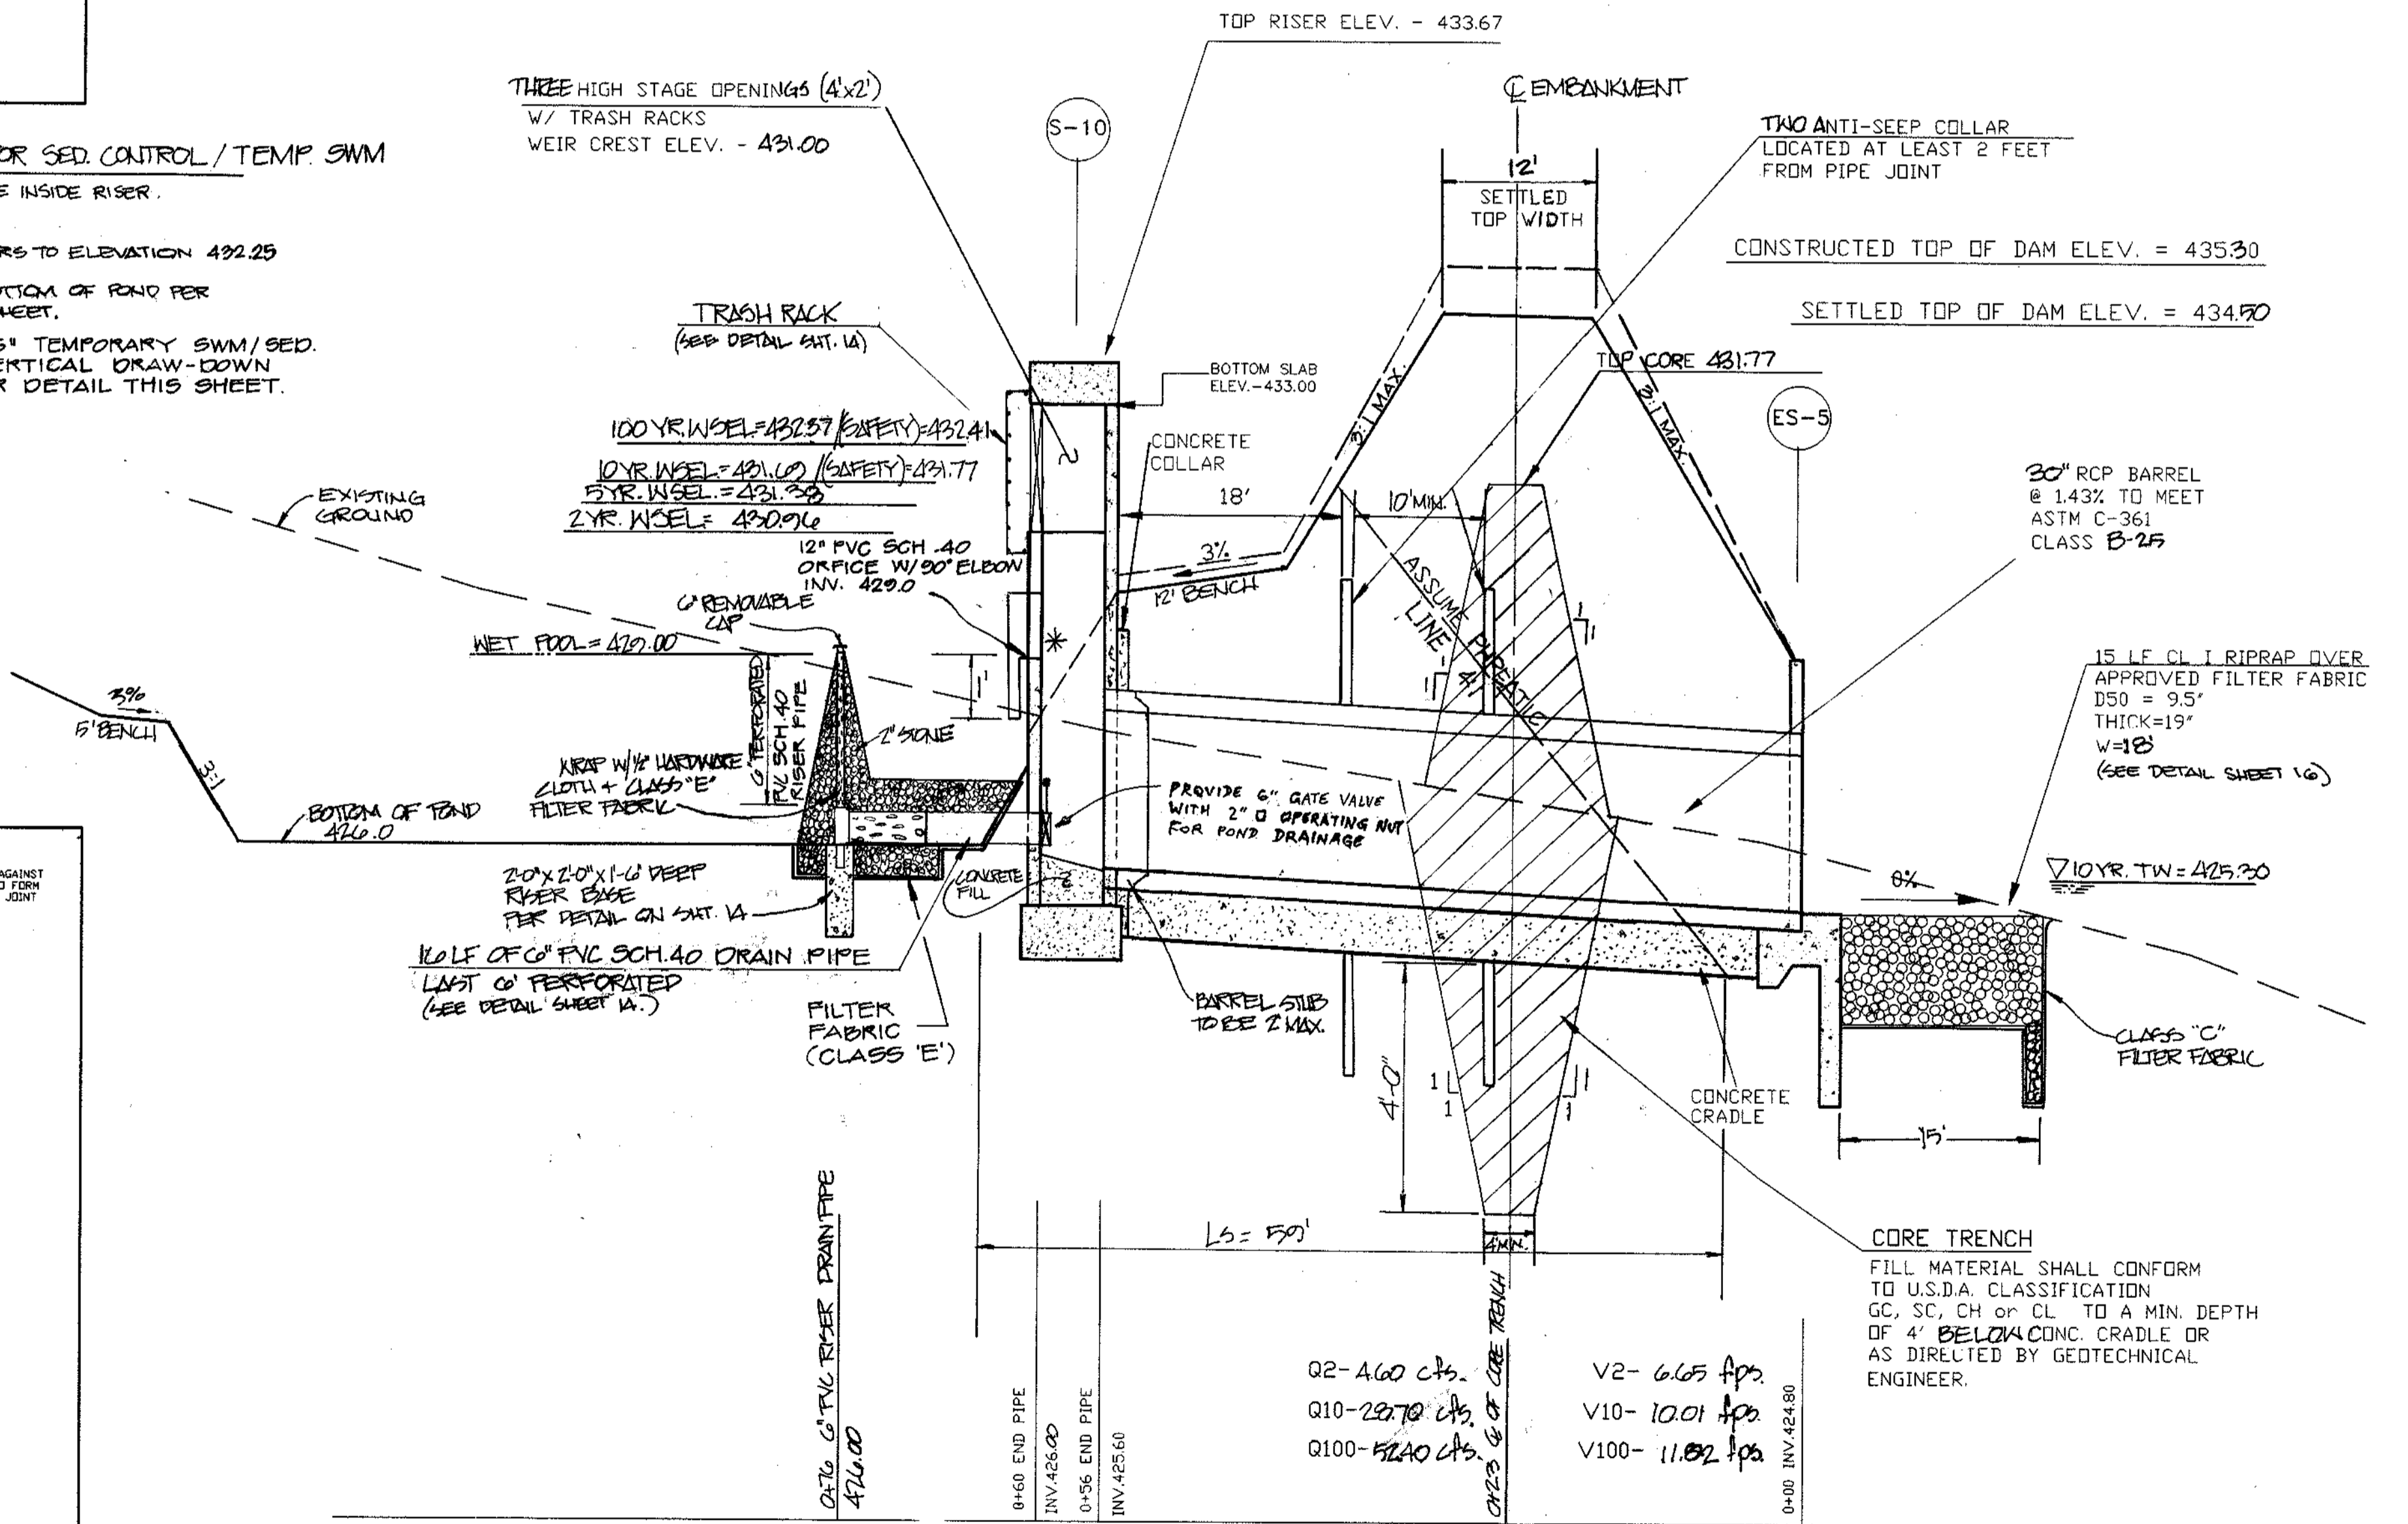 TOP RISER ELEV. - 433.67
THREE HIGH STAGE OPENINGS (4'x2')
W/ TRASH RACKS
WEIR CREST ELEV. - 431.00
S-10
℄ EMBANKMENT
TWO ANTI-SEEP COLLAR
LOCATED AT LEAST 2 FEET
FROM PIPE JOINT
12'
SETTLED
TOP WIDTH
CONSTRUCTED TOP OF DAM ELEV. = 435.30
SETTLED TOP OF DAM ELEV. = 434.50
OR SED. CONTROL / TEMP. SWM
E INSIDE RISER.
RS TO ELEVATION 432.25
OTTOM OF POND PER
HEET.
" TEMPORARY SWM/SED.
ERTICAL DRAW-DOWN
R DETAIL THIS SHEET.
TRASH RACK
(SEE DETAIL SHT. 14)
BOTTOM SLAB
ELEV.-433.00
TOP CORE 431.77
3:1 MAX.
3:1 MAX.
ES-5
100 YR. WSEL=432.37/(SAFETY)=432.41
10 YR. WSEL=431.69/(SAFETY)=431.77
5YR. WSEL.=431.38
2 YR. WSEL= 430.96
CONCRETE
COLLAR
18'
10' MIN.
30" RCP BARREL
@ 1.43% TO MEET
ASTM C-361
CLASS B-25
EXISTING
GROUND
12" PVC SCH .40
ORFICE W/90° ELBOW
INV. 429.0
3%
12' BENCH
ASSUME PHREATIC
LINE - 4:1
6" REMOVABLE
CAP
WET POOL = 429.00
1'
6" PERFORATED
PVC SCH.40
RISER PIPE
2" STONE
1
1
1
1
15 LF CL I RIPRAP OVER
APPROVED FILTER FABRIC
D50 = 9.5"
THICK=19"
W=18'
(SEE DETAIL SHEET 16)
3%
5' BENCH
3:1
WRAP W/½" HARDWARE
CLOTH + CLASS "E"
FILTER FABRIC
BOTTOM OF POND
426.0
PROVIDE 6" GATE VALVE
WITH 2" □ OPERATING NUT
FOR POND DRAINAGE
AGAINST
FORM
JOINT
2'-0" X 2'-0" X 1'-6" DEEP
RISER BASE
PER DETAIL ON SHT. 14
CONCRETE
FILL
0%
10 YR. TW = 425.30
16 LF OF 6" PVC SCH.40 DRAIN PIPE
LAST 6' PERFORATED
(SEE DETAIL SHEET 14.)
FILTER
FABRIC
(CLASS 'E')
BARREL STUB
TO BE 2' MAX.
4'-0"
1
1
1
1
CONCRETE
CRADLE
CLASS "C"
FILTER FABRIC
15'
LS = 59'
4' MIN.
CORE TRENCH
FILL MATERIAL SHALL CONFORM
TO U.S.D.A. CLASSIFICATION
GC, SC, CH or CL TO A MIN. DEPTH
OF 4' BELOW CONC. CRADLE OR
AS DIRECTED BY GEOTECHNICAL
ENGINEER.
0+76 6" PVC RISER DRAIN PIPE
426.00
0+60 END PIPE
INV.426.00
0+56 END PIPE
INV.425.60
Q2- 4.60 cfs.
Q10-28.70 cfs.
Q100-52.40 cfs.
0+23 ℄ OF CORE TRENCH
V2- 6.65 fps.
V10- 10.01 fps.
V100- 11.82 fps.
0+00 INV.424.80